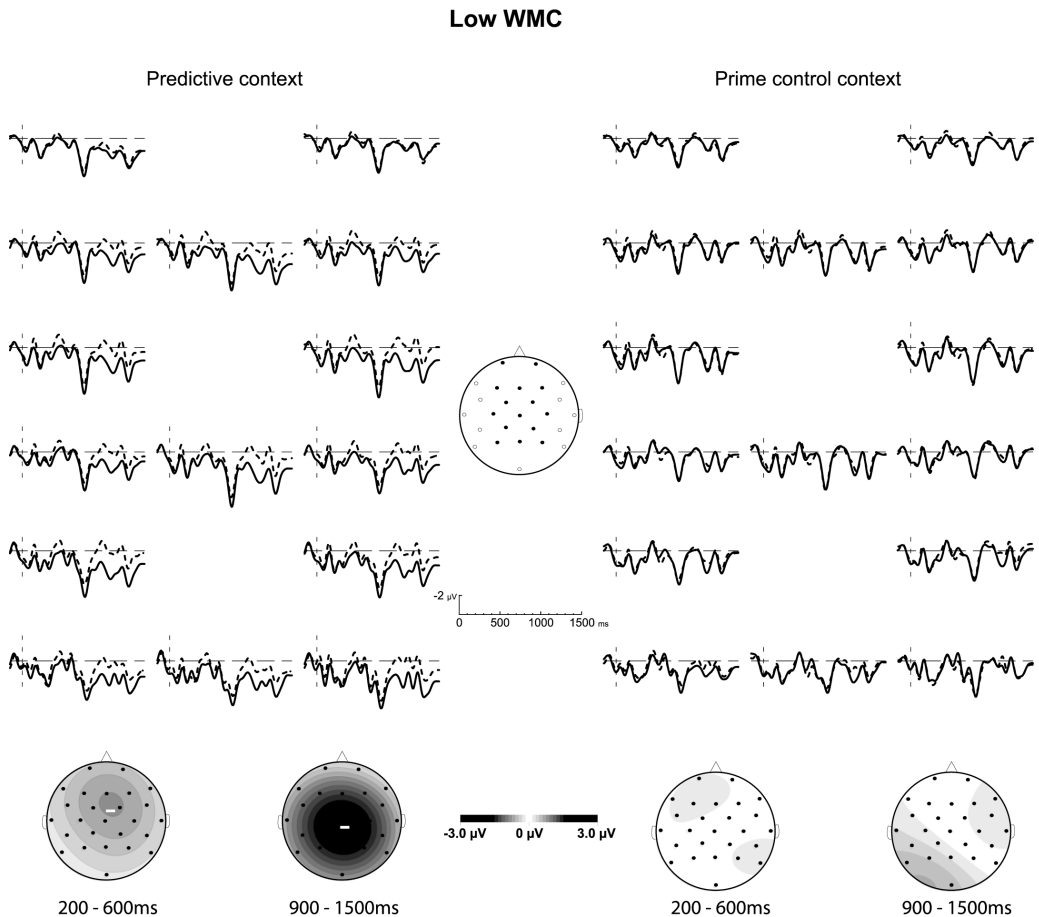 Low WMC
Predictive context
Prime control context
-2 µV
0 500 1000 1500 ms
-3.0 µV 0 µV 3.0 µV
200 - 600ms
900 - 1500ms
200 - 600ms
900 - 1500ms